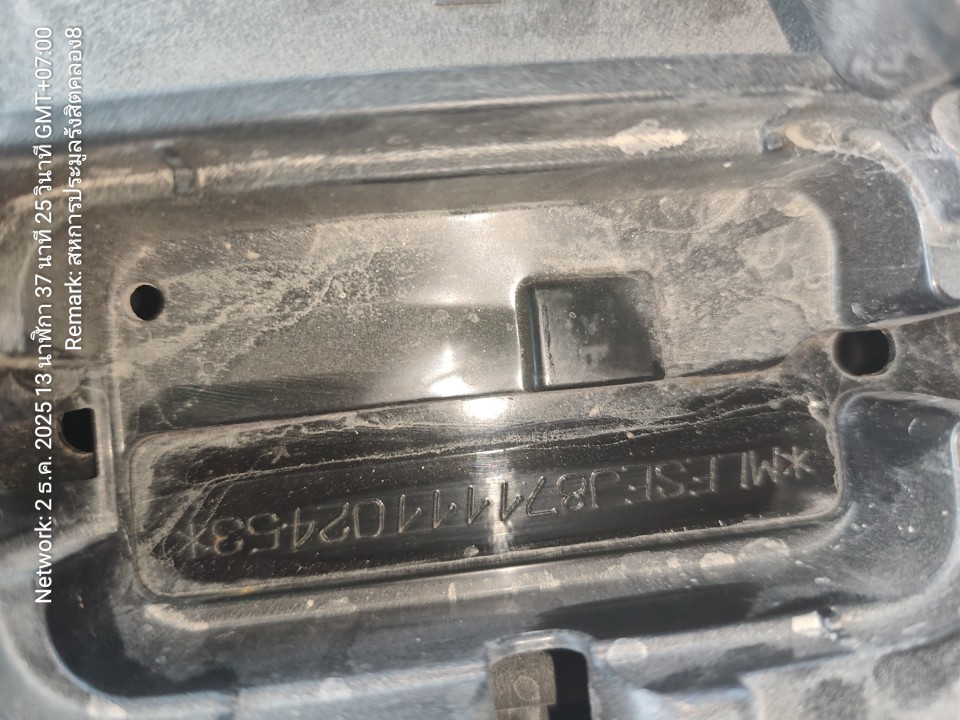 Network: 2 ธ.ค. 2025 13 นาฬิกา 37 นาที 25 วินาที GMT+07:00
Remark: สหการประมูลรังสิตคลอง8
*MLESEJ87111102453*